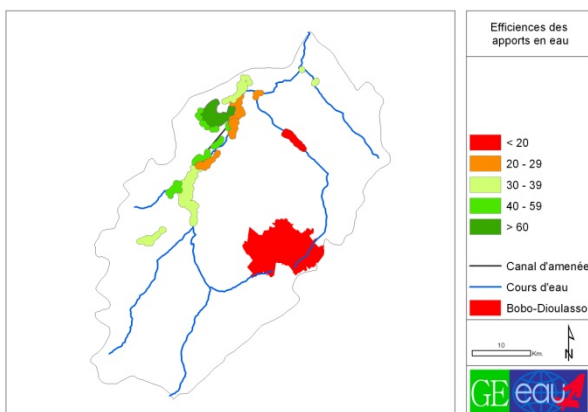 Efficiences des
apports en eau
< 20
20 - 29
30 - 39
40 - 59
> 60
Canal d'amenée
Cours d'eau
Bobo-Dioulasso
10
Km.
N
GE eau